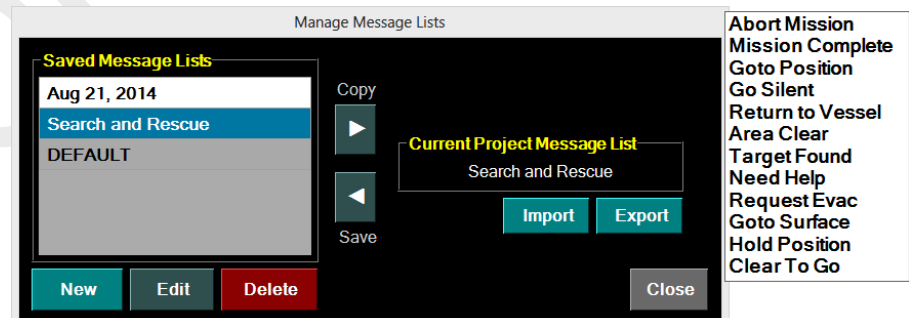 Manage Message Lists
Saved Message Lists
Aug 21, 2014
Search and Rescue
DEFAULT
Copy
Save
Current Project Message List
Search and Rescue
Import Export
New Edit Delete
Close
Abort Mission
Mission Complete
Goto Position
Go Silent
Return to Vessel
Area Clear
Target Found
Need Help
Request Evac
Goto Surface
Hold Position
Clear To Go